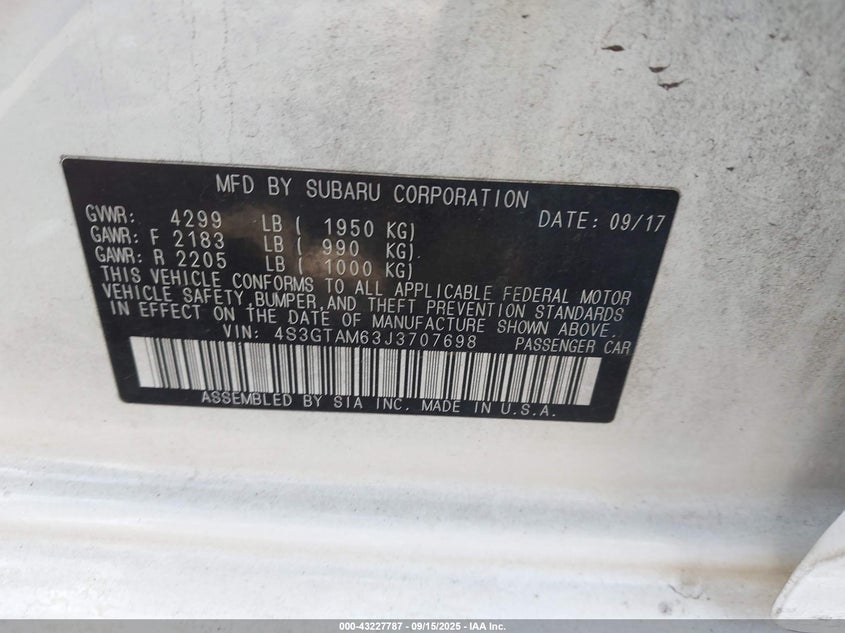 MFD BY SUBARU CORPORATION
GVWR: 4299 LB ( 1950 KG) DATE: 09/17
GAWR: F 2183 LB ( 990 KG)
GAWR: R 2205 LB ( 1000 KG)
THIS VEHICLE CONFORMS TO ALL APPLICABLE FEDERAL MOTOR
VEHICLE SAFETY, BUMPER, AND THEFT PREVENTION STANDARDS
IN EFFECT ON THE DATE OF MANUFACTURE SHOWN ABOVE.
VIN: 4S3GTAM63J3707698 PASSENGER CAR
ASSEMBLED BY SIA INC. MADE IN U.S.A.
000-43227787 - 09/15/2025 - IAA Inc.